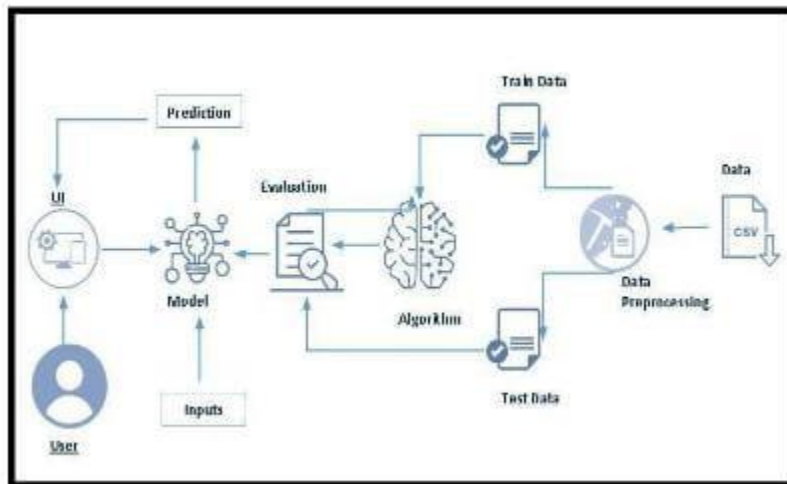 Train Data
Prediction
Data
Evaluation
UI
CSV
Data
Preprocessing
Model
Algorithm
Test Data
Inputs
User